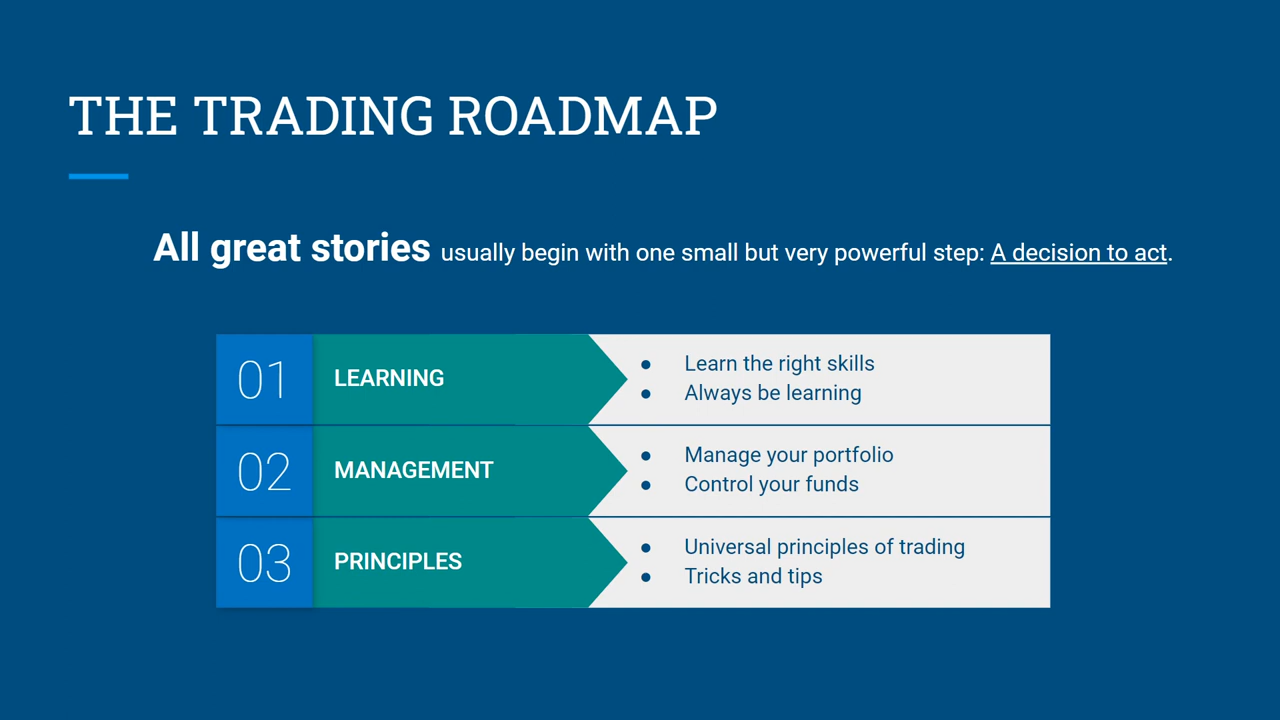 THE TRADING ROADMAP
All great stories usually begin with one small but very powerful step: A decision to act.
01 LEARNING
● Learn the right skills
● Always be learning
02 MANAGEMENT
● Manage your portfolio
● Control your funds
03 PRINCIPLES
● Universal principles of trading
● Tricks and tips